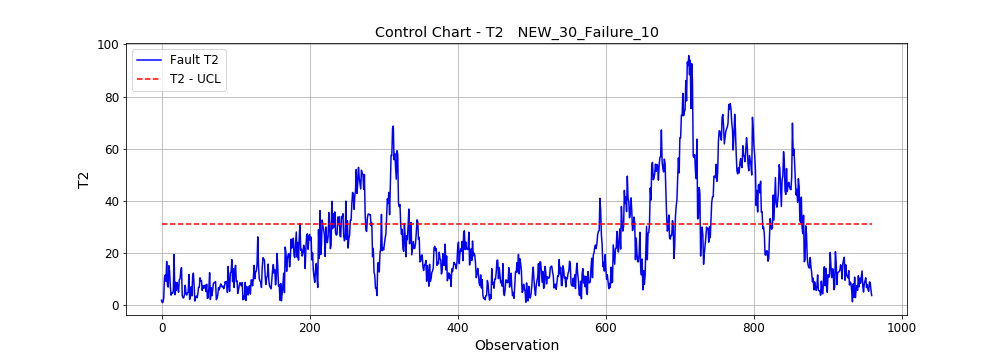 Control Chart - T2   NEW_30_Failure_10
Fault T2
T2 - UCL
T2
100
80
60
40
20
0
0 200 400 600 800 1000
Observation